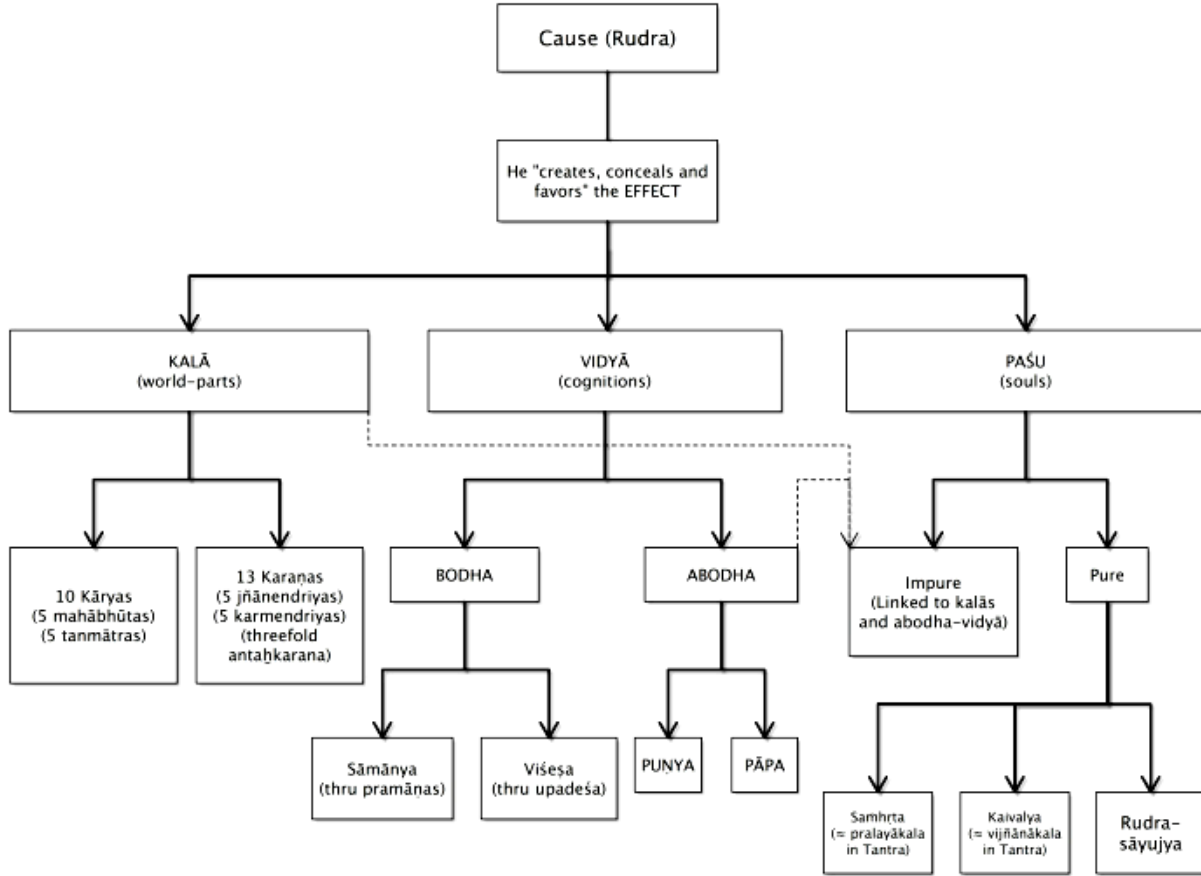 Cause (Rudra)
He "creates, conceals and
favors" the EFFECT
KALĀ
(world-parts)
VIDYĀ
(cognitions)
PAŚU
(souls)
10 Kāryas
(5 mahābhūtas)
(5 tanmātras)
13 Karaṇas
(5 jñānendriyas)
(5 karmendriyas)
(threefold
antaḥkarana)
BODHA
ABODHA
Impure
(Linked to kalās
and abodha-vidyā)
Pure
Sāmānya
(thru pramāṇas)
Viśeṣa
(thru upadeśa)
PUṆYA
PĀPA
Samhṛta
(≈ pralayākala
in Tantra)
Kaivalya
(≈ vijñānākala
in Tantra)
Rudra-
sāyujya